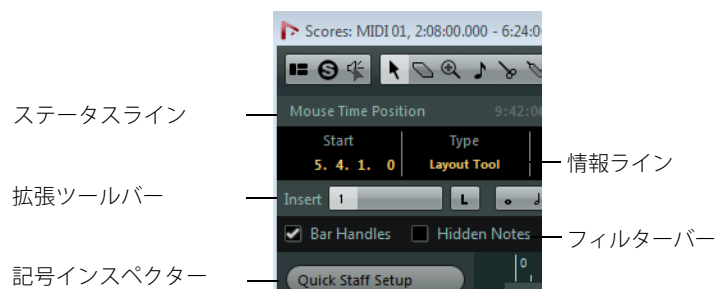 Scores: MIDI 01, 2:08:00.000 - 6:24:0
ステータスライン
Mouse Time Position 9:42:00
Start Type
5. 4. 1. 0 Layout Tool
情報ライン
拡張ツールバー
Insert 1 L
Bar Handles Hidden Notes
フィルターバー
記号インスペクター
Quick Staff Setup
0